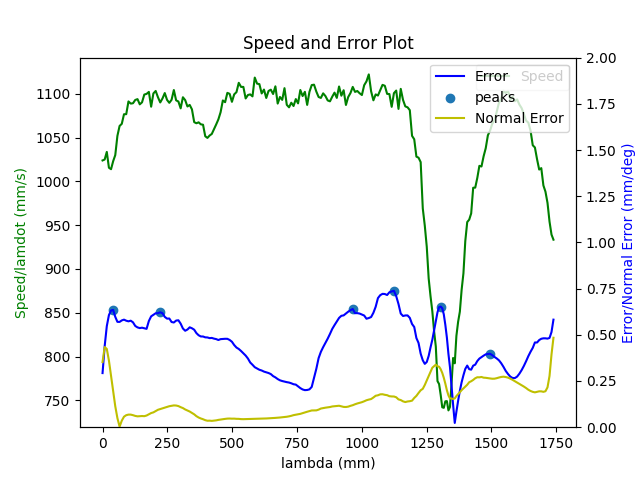 Speed and Error Plot
Speed/lamdot (mm/s)
1100
1050
1000
950
900
850
800
750
Error
Speed
peaks
Normal Error
2.00
1.75
1.50
1.25
1.00
0.75
0.50
0.25
0.00
Error/Normal Error (mm/deg)
0 250 500 750 1000 1250 1500 1750
lambda (mm)